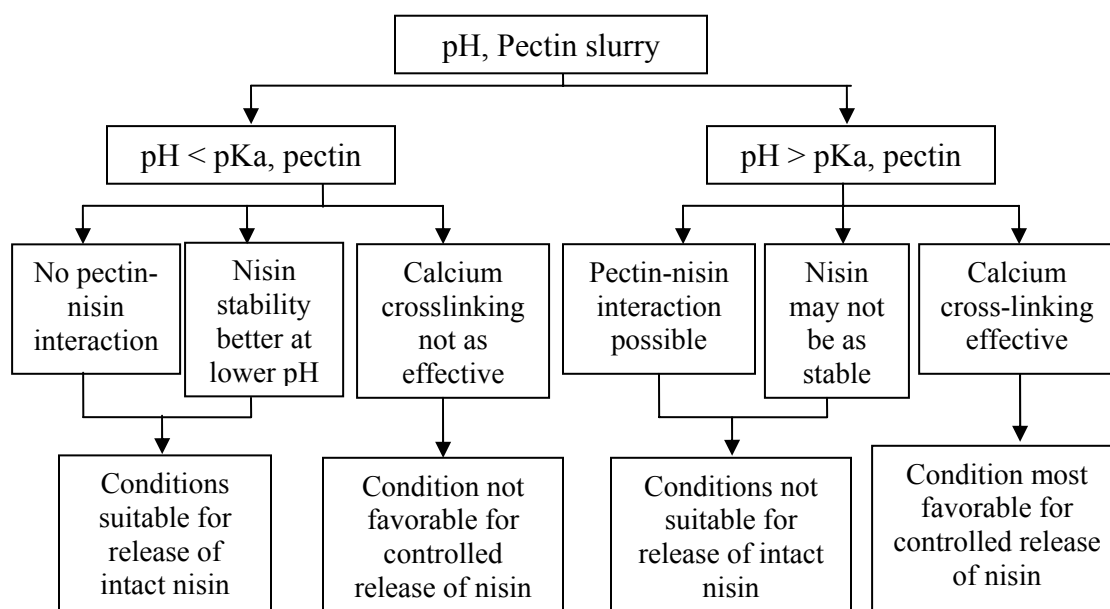 pH, Pectin slurry
pH < pKa, pectin
pH > pKa, pectin
No pectin-
nisin
interaction
Nisin
stability
better at
lower pH
Calcium
crosslinking
not as
effective
Pectin-nisin
interaction
possible
Nisin
may not
be as
stable
Calcium
cross-linking
effective
Conditions
suitable for
release of
intact nisin
Condition not
favorable for
controlled
release of nisin
Conditions not
suitable for
release of intact
nisin
Condition most
favorable for
controlled release
of nisin